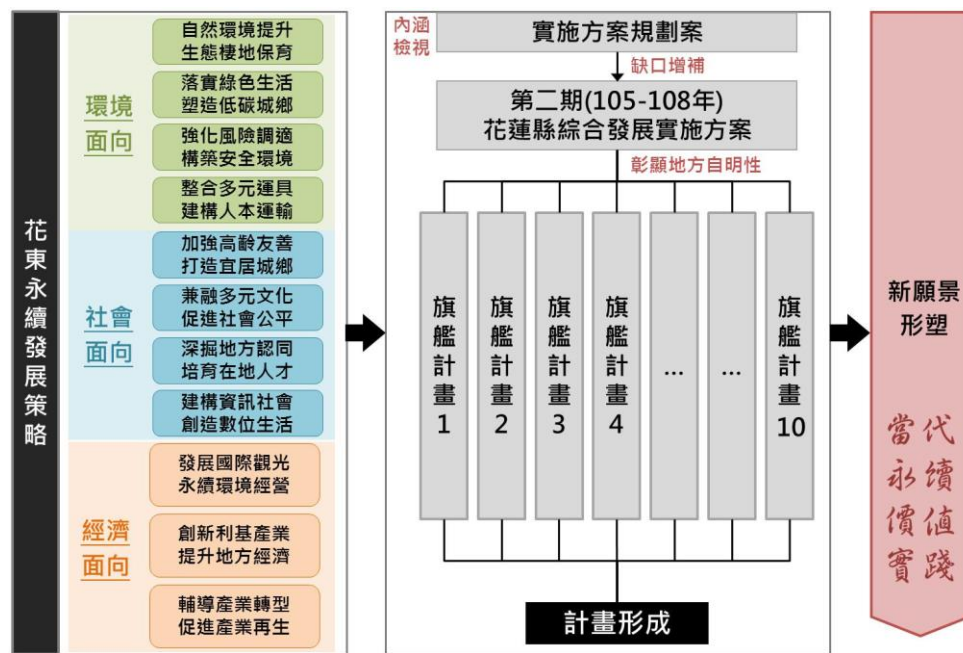 花東永續發展策略
環境
面向
自然環境提升
生態棲地保育
落實綠色生活
塑造低碳城鄉
強化風險調適
構築安全環境
整合多元運具
建構人本運輸
社會
面向
加強高齡友善
打造宜居城鄉
兼融多元文化
促進社會公平
深掘地方認同
培育在地人才
建構資訊社會
創造數位生活
經濟
面向
發展國際觀光
永續環境經營
創新利基產業
提升地方經濟
輔導產業轉型
促進產業再生
內涵
檢視
實施方案規劃案
缺口增補
第二期(105-108年)
花蓮縣綜合發展實施方案
彰顯地方自明性
旗艦計畫1
旗艦計畫2
旗艦計畫3
旗艦計畫4
...
...
旗艦計畫10
計畫形成
新願景
形塑
當代
永續
價值
實踐